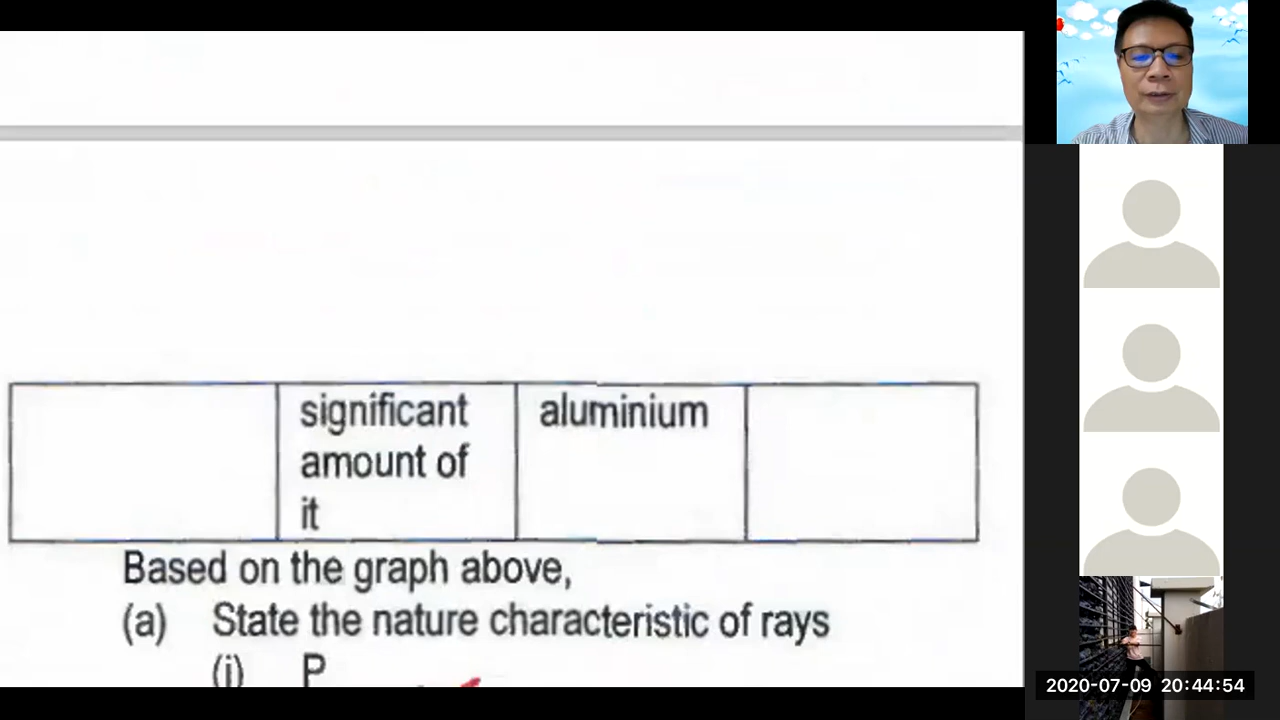 significant
amount of
it
aluminium
Based on the graph above,
(a) State the nature characteristic of rays
(i) P
2020-07-09 20:44:54